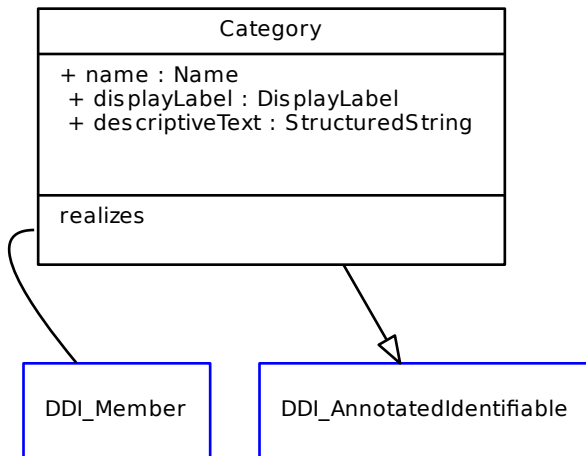 Category
+ name : Name
+ displayLabel : DisplayLabel
+ descriptiveText : StructuredString
realizes
DDI_Member
DDI_AnnotatedIdentifiable